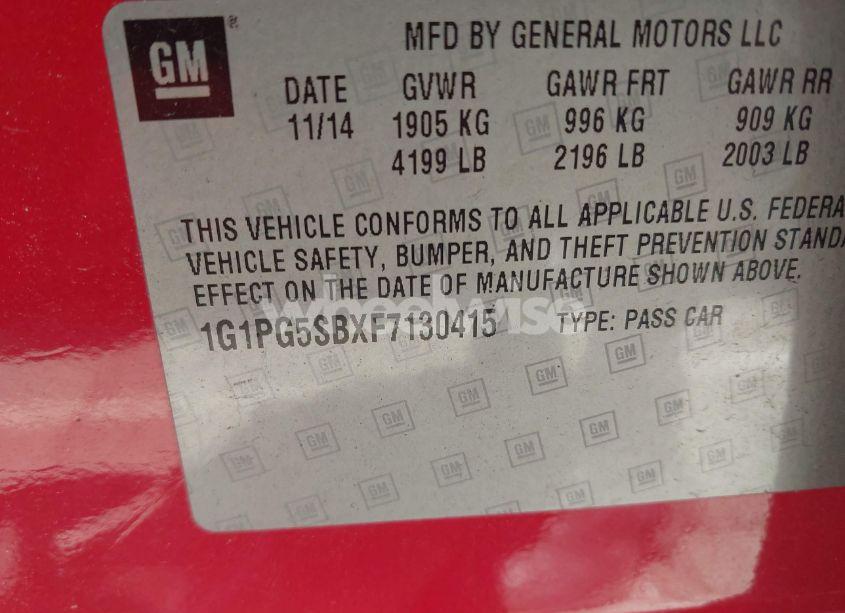 GM
MFD BY GENERAL MOTORS LLC
DATE GVWR GAWR FRT GAWR RR
11/14 1905 KG 996 KG 909 KG
4199 LB 2196 LB 2003 LB
THIS VEHICLE CONFORMS TO ALL APPLICABLE U.S. FEDERA
VEHICLE SAFETY, BUMPER, AND THEFT PREVENTION STANDA
EFFECT ON THE DATE OF MANUFACTURE SHOWN ABOVE.
1G1PG5SBXF7130415 TYPE: PASS CAR